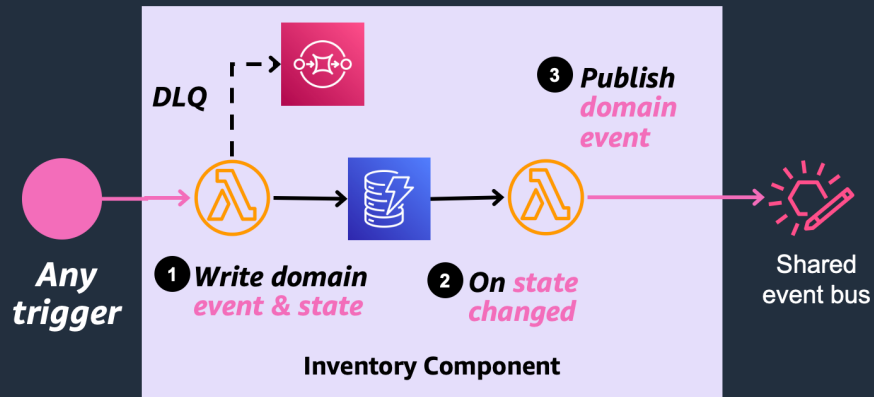 DLQ
3 Publish
domain
event
Any
trigger
1 Write domain
event & state
2 On state
changed
Shared
event bus
Inventory Component